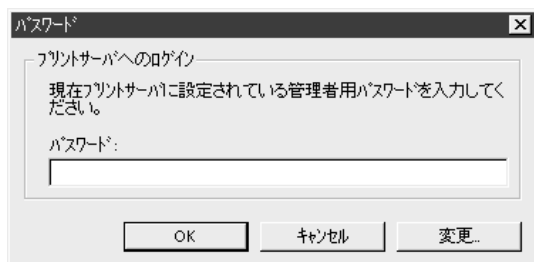 ﾊﾟｽﾜｰﾄﾞ
ﾌﾟﾘﾝﾄｻｰﾊﾞへのﾛｸﾞｲﾝ
現在ﾌﾟﾘﾝﾄｻｰﾊﾞに設定されている管理者用ﾊﾟｽﾜｰﾄﾞを入力してく
ださい。
ﾊﾟｽﾜｰﾄﾞ:
OK
ｷｬﾝｾﾙ
変更...